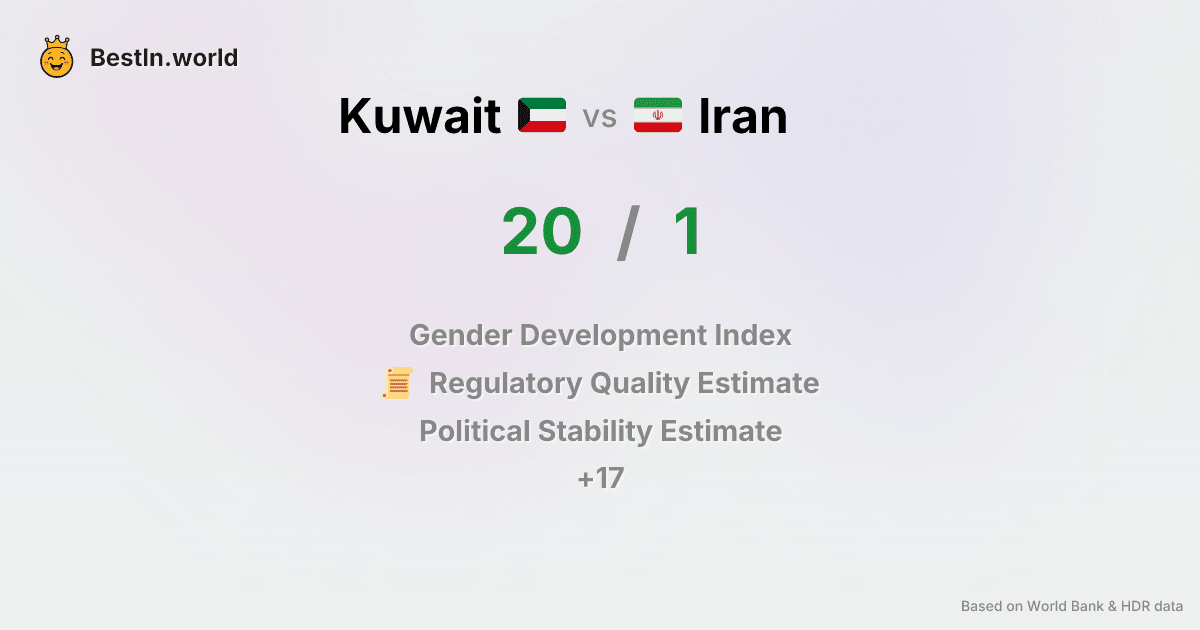 BestIn.world
Kuwait vs Iran
20 / 1
Gender Development Index
Regulatory Quality Estimate
Political Stability Estimate
+17
Based on World Bank & HDR data